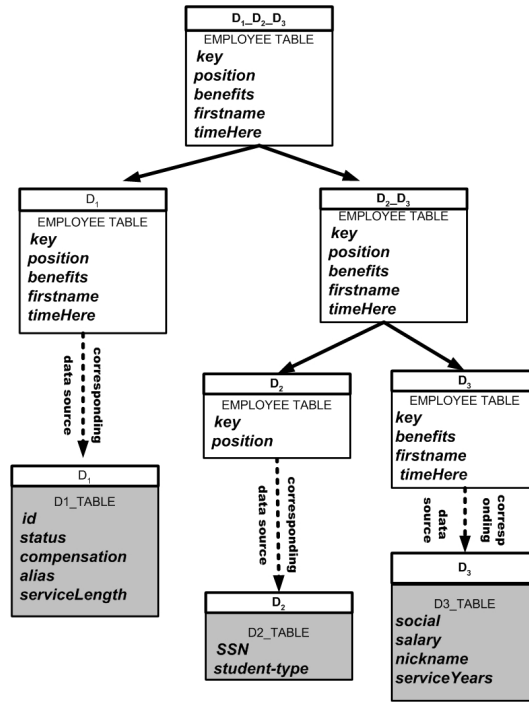 D1_D2_D3
EMPLOYEE TABLE
key
position
benefits
firstname
timeHere
D1
EMPLOYEE TABLE
key
position
benefits
firstname
timeHere
D2_D3
EMPLOYEE TABLE
key
position
benefits
firstname
timeHere
corresponding
data source
D2
EMPLOYEE TABLE
key
position
D3
EMPLOYEE TABLE
key
benefits
firstname
timeHere
D1
D1_TABLE
id
status
compensation
alias
serviceLength
corresponding
data source
corresp
onding
data
source
D2
D2_TABLE
SSN
student-type
D3
D3_TABLE
social
salary
nickname
serviceYears